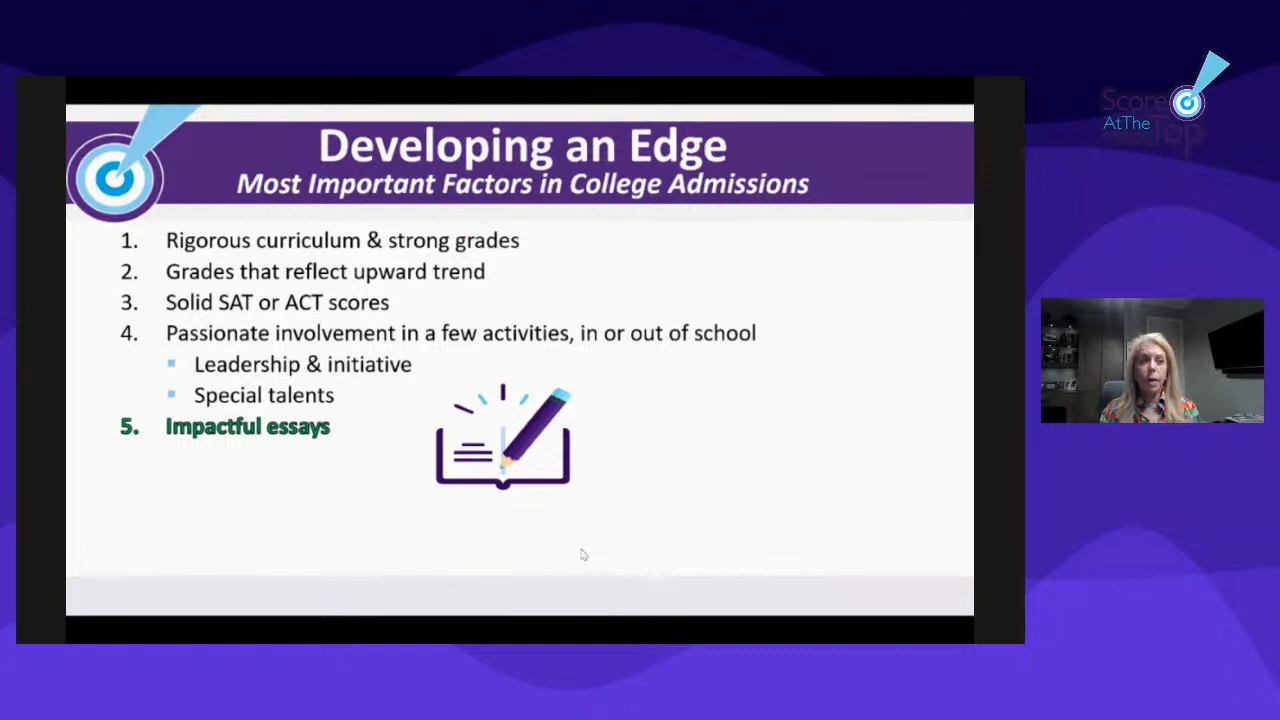 Developing an Edge
Most Important Factors in College Admissions
1. Rigorous curriculum & strong grades
2. Grades that reflect upward trend
3. Solid SAT or ACT scores
4. Passionate involvement in a few activities, in or out of school
Leadership & initiative
Special talents
5. Impactful essays
Score
AtThe
Top